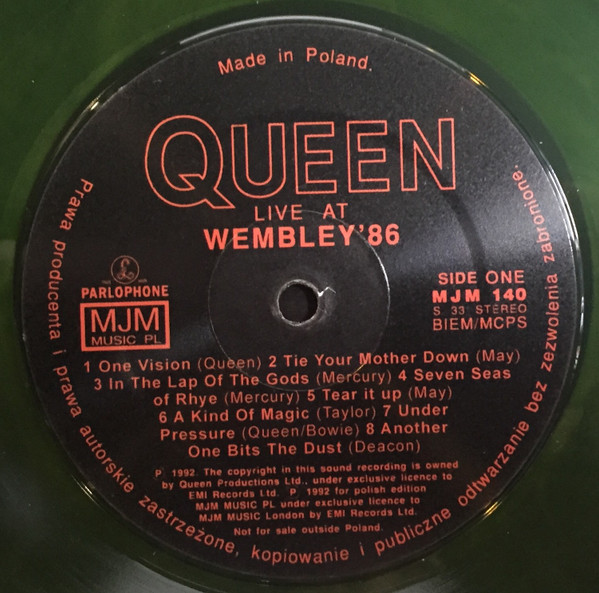 Made in Poland.
QUEEN
LIVE AT
WEMBLEY'86
PARLOPHONE
MJM
MUSIC PL
SIDE ONE
MJM 140
S 33 STEREO
BIEM/MCPS
1 One Vision (Queen) 2 Tie Your Mother Down (May)
3 In The Lap Of The Gods (Mercury) 4 Seven Seas
of Rhye (Mercury) 5 Tear it up (May)
6 A Kind Of Magic (Taylor) 7 Under
Pressure (Queen/Bowie) 8 Another
One Bits The Dust (Deacon)
P. 1992. The copyright in this sound recording is owned
by Queen Productions Ltd., under exclusive licence to
EMI Records Ltd. P 1992 for polish edition
MJM MUSIC PL under exclusive licence to
MJM MUSIC London by EMI Records Ltd.
Not for sale outside Poland.
Prawa producenta i prawa autorskie zastrzeżone, kopiowanie i publiczne odtwarzanie bez zezwolenia zabronione.